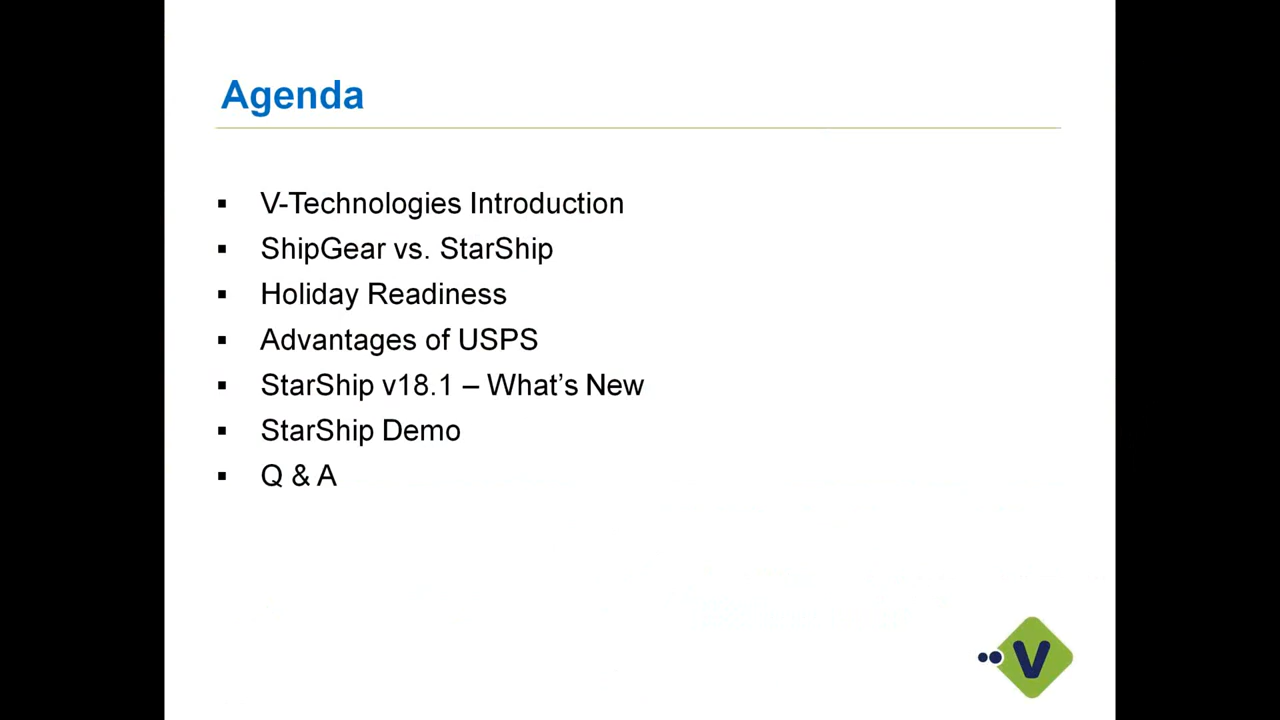 Agenda
▪ V-Technologies Introduction
▪ ShipGear vs. StarShip
▪ Holiday Readiness
▪ Advantages of USPS
▪ StarShip v18.1 – What’s New
▪ StarShip Demo
▪ Q & A
V